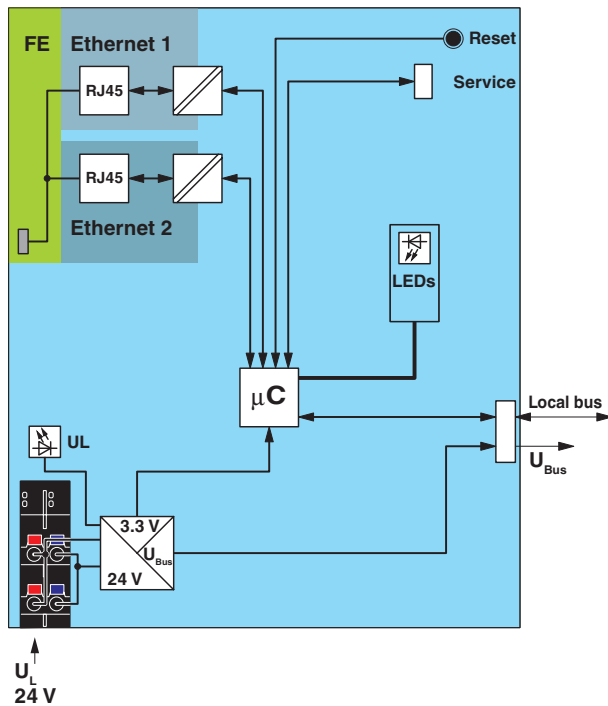 FE
Ethernet 1
Reset
RJ45
Service
RJ45
Ethernet 2
LEDs
μC
Local bus
UL
UBus
3.3 V
UBus
24 V
UL
24 V